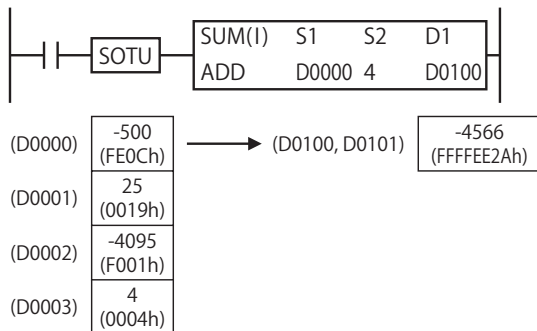 SUM(I) S1 S2 D1
SOTU
ADD D0000 4 D0100
(D0000) -500 (D0100, D0101) -4566
(FE0Ch) (FFFFEE2Ah)
(D0001) 25
(0019h)
(D0002) -4095
(F001h)
(D0003) 4
(0004h)